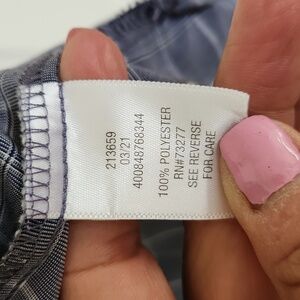 213659
03/21
400848768344
100% POLYESTER
RN#73277
SEE REVERSE
FOR CARE